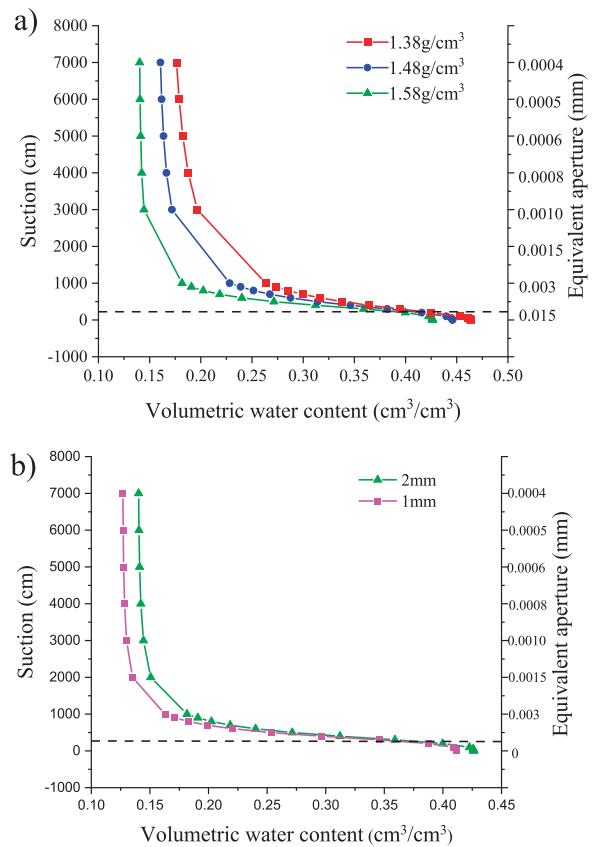 a)
8000
7000
6000
5000
4000
3000
2000
1000
0
-1000
Suction (cm)
1.38g/cm³
1.48g/cm³
1.58g/cm³
0.0004
0.0005
0.0006
0.0008
0.0010
0.0015
0.003
0.015
Equivalent aperture (mm)
0.10 0.15 0.20 0.25 0.30 0.35 0.40 0.45 0.50
Volumetric water content (cm³/cm³)
b)
8000
7000
6000
5000
4000
3000
2000
1000
0
-1000
Suction (cm)
2mm
1mm
0.0004
0.0005
0.0006
0.0008
0.0010
0.0015
0.003
0
Equivalent aperture (mm)
0.10 0.15 0.20 0.25 0.30 0.35 0.40 0.45
Volumetric water content (cm³/cm³)